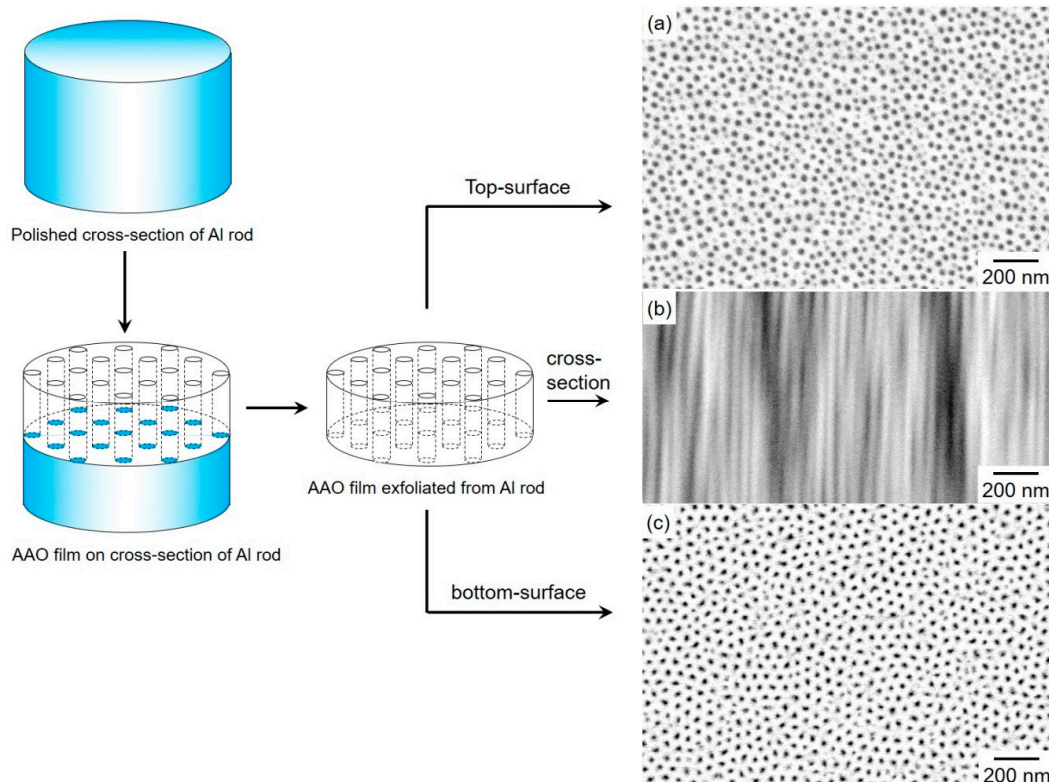 Polished cross-section of Al rod
AAO film on cross-section of Al rod
AAO film exfoliated from Al rod
Top-surface
cross-
section
bottom-surface
(a)
200 nm
(b)
200 nm
(c)
200 nm